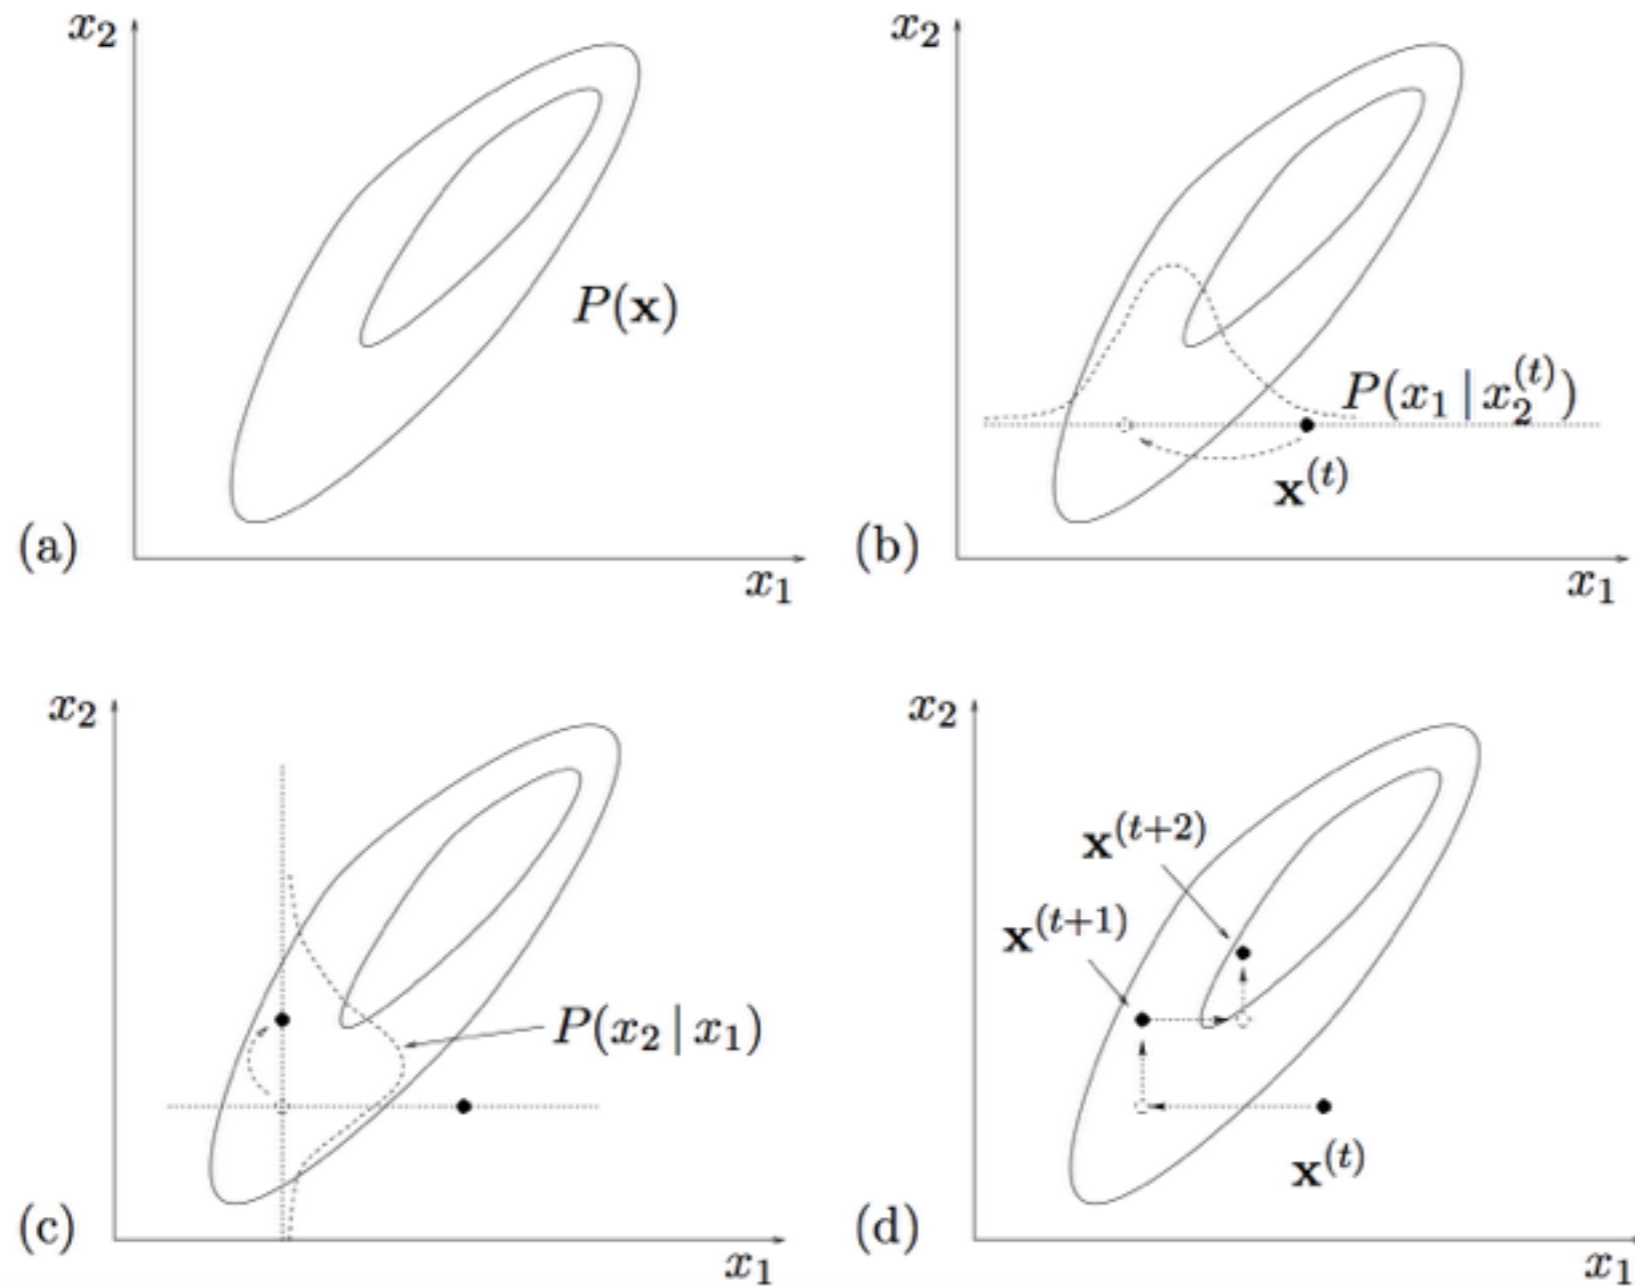 x₂
P(𝐱)
(a)
x₁
x₂
P(x₁ | x₂⁽ᵗ⁾)
𝐱⁽ᵗ⁾
(b)
x₁
x₂
P(x₂ | x₁)
(c)
x₁
x₂
𝐱⁽ᵗ⁺²⁾
𝐱⁽ᵗ⁺¹⁾
𝐱⁽ᵗ⁾
(d)
x₁